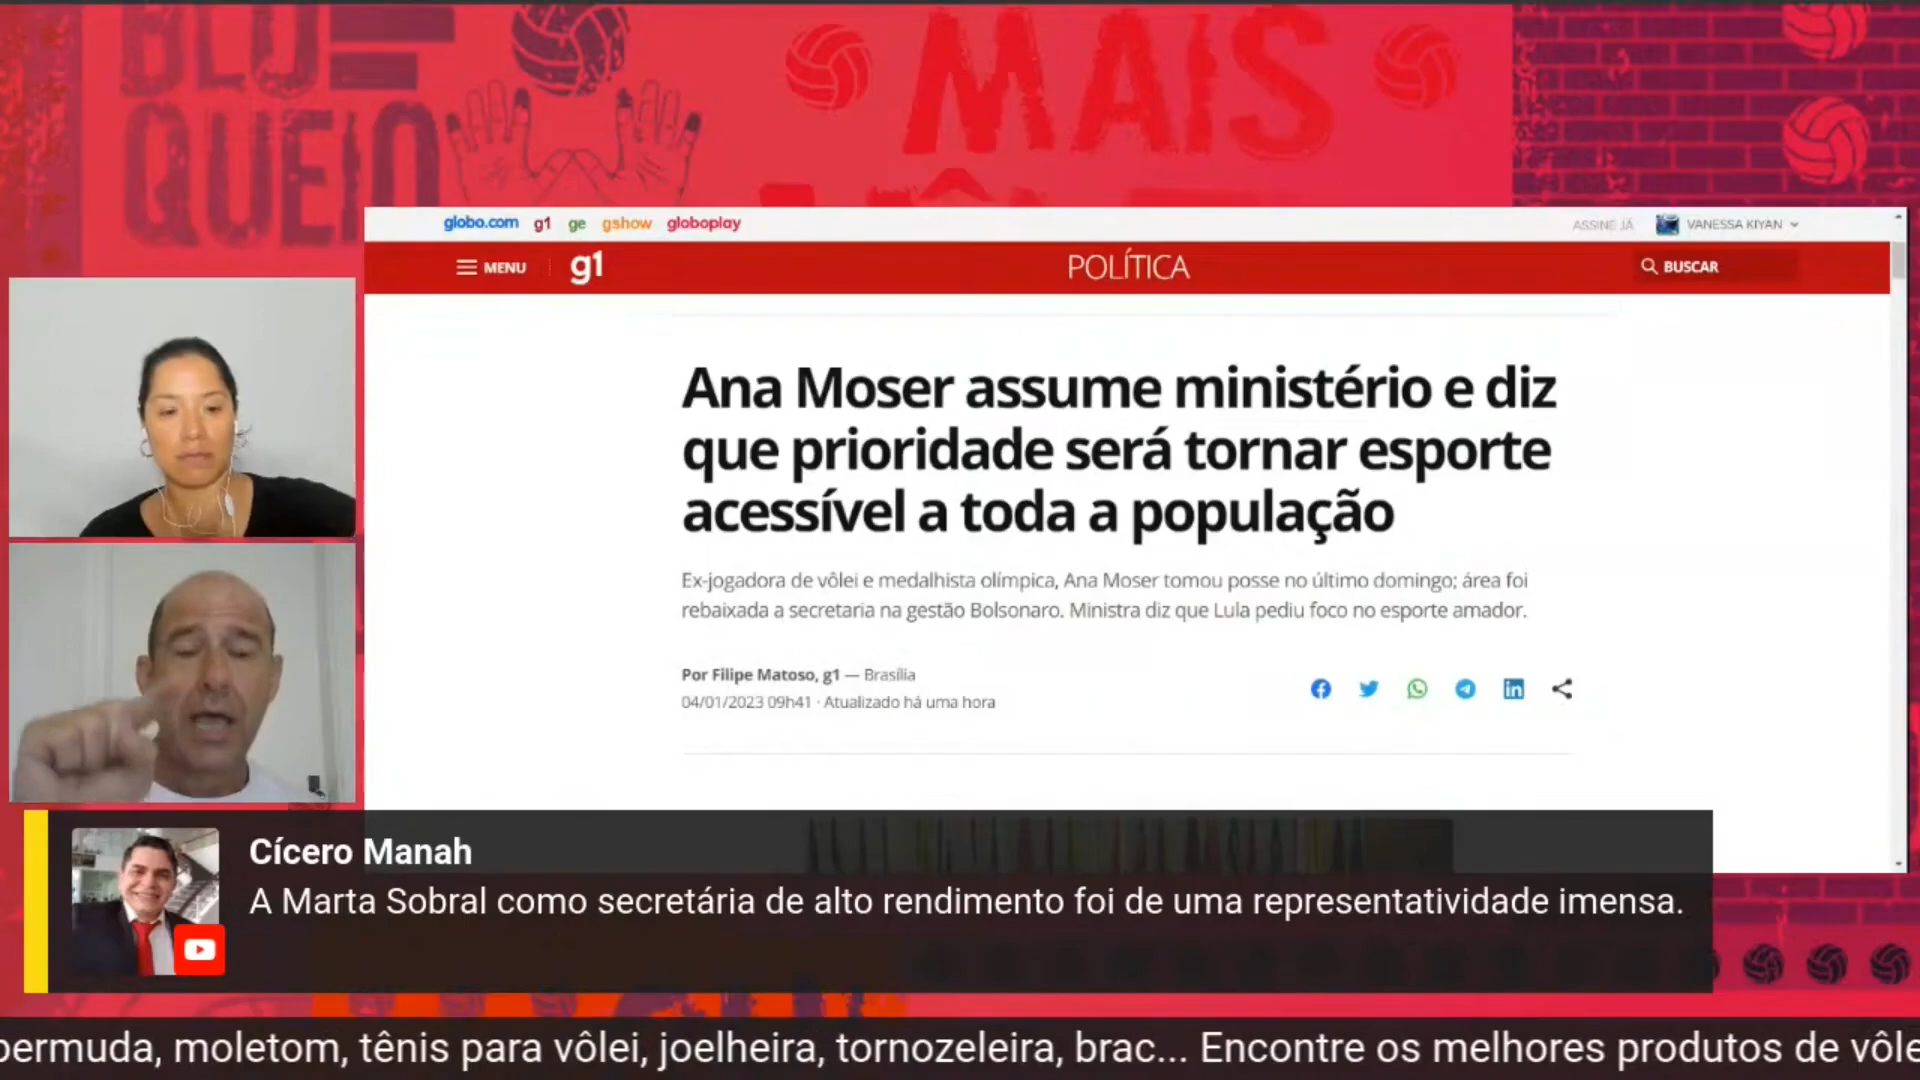 BLO
QUEIO
MAIS
globo.com g1 ge gshow globoplay
ASSINE JÁ VANESSA KIYAN
MENU g1 POLÍTICA BUSCAR
Ana Moser assume ministério e diz
que prioridade será tornar esporte
acessível a toda a população
Ex-jogadora de vôlei e medalhista olímpica, Ana Moser tomou posse no último domingo; área foi
rebaixada a secretaria na gestão Bolsonaro. Ministra diz que Lula pediu foco no esporte amador.
Por Filipe Matoso, g1 — Brasília
04/01/2023 09h41 · Atualizado há uma hora
Cícero Manah
A Marta Sobral como secretária de alto rendimento foi de uma representatividade imensa.
bermuda, moletom, tênis para vôlei, joelheira, tornozeleira, brac... Encontre os melhores produtos de vôle